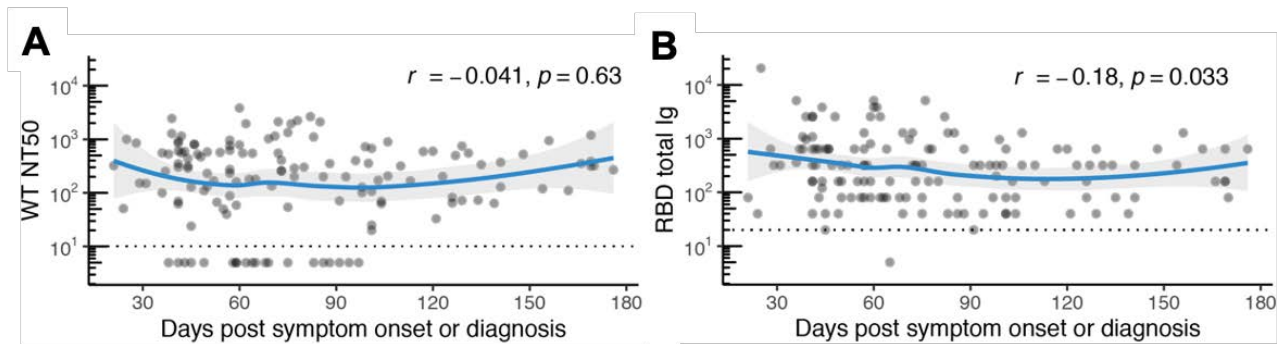 A
r = −0.041, p = 0.63
WT NT50
10⁴
10³
10²
10¹
30 60 90 120 150 180
Days post symptom onset or diagnosis
B
r = −0.18, p = 0.033
RBD total Ig
10⁴
10³
10²
10¹
30 60 90 120 150 180
Days post symptom onset or diagnosis